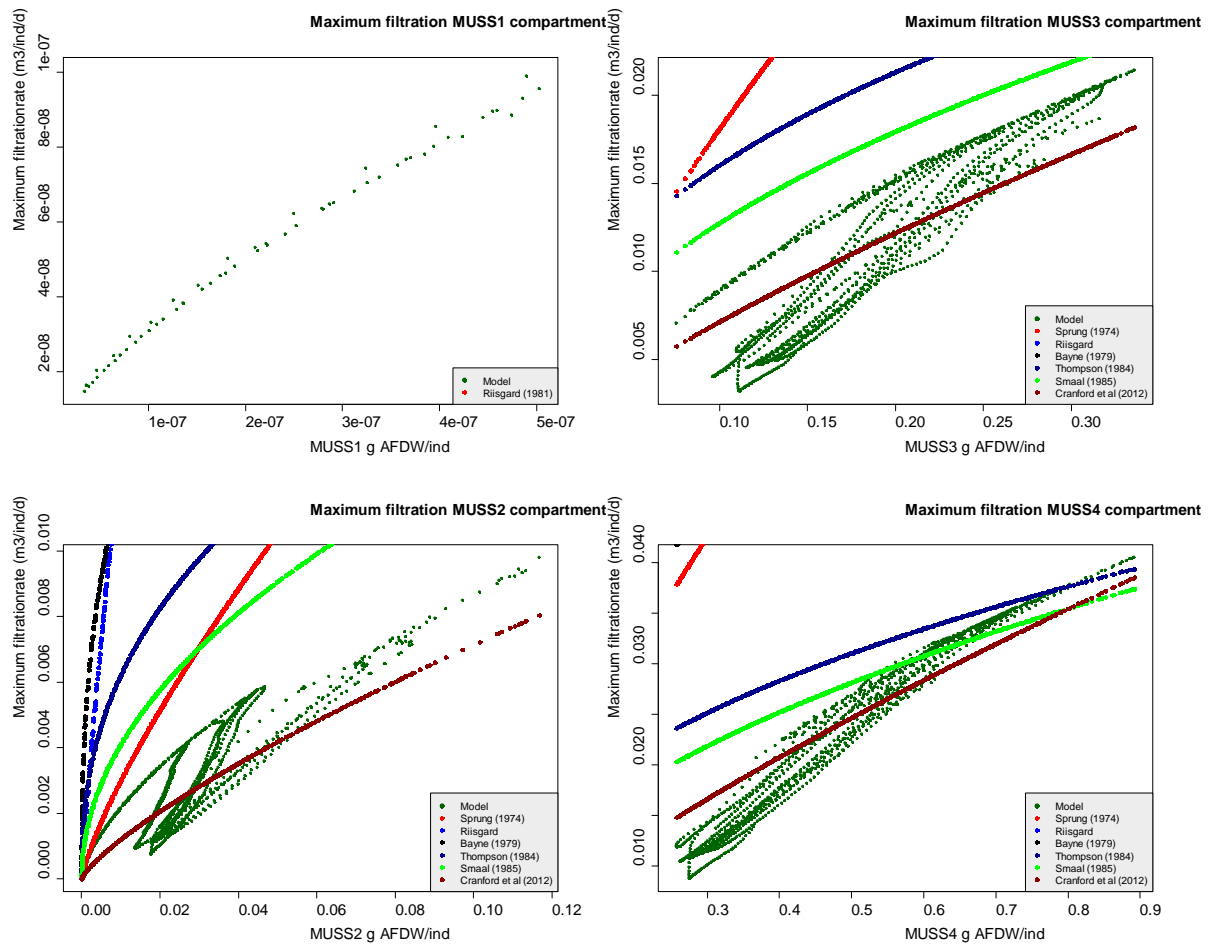 Maximum filtration MUSS1 compartment
Maximum filtrationrate (m3/ind/d)
1e-07
8e-08
6e-08
4e-08
2e-08
Model
Riisgard (1981)
1e-07 2e-07 3e-07 4e-07 5e-07
MUSS1 g AFDW/ind
Maximum filtration MUSS3 compartment
Maximum filtrationrate (m3/ind/d)
0.020
0.015
0.010
0.005
Model
Sprung (1974)
Riisgard
Bayne (1979)
Thompson (1984)
Smaal (1985)
Cranford et al (2012)
0.10 0.15 0.20 0.25 0.30
MUSS3 g AFDW/ind
Maximum filtration MUSS2 compartment
Maximum filtrationrate (m3/ind/d)
0.010
0.008
0.006
0.004
0.002
0.000
Model
Sprung (1974)
Riisgard
Bayne (1979)
Thompson (1984)
Smaal (1985)
Cranford et al (2012)
0.00 0.02 0.04 0.06 0.08 0.10 0.12
MUSS2 g AFDW/ind
Maximum filtration MUSS4 compartment
Maximum filtrationrate (m3/ind/d)
0.040
0.030
0.020
0.010
Model
Sprung (1974)
Riisgard
Bayne (1979)
Thompson (1984)
Smaal (1985)
Cranford et al (2012)
0.3 0.4 0.5 0.6 0.7 0.8 0.9
MUSS4 g AFDW/ind